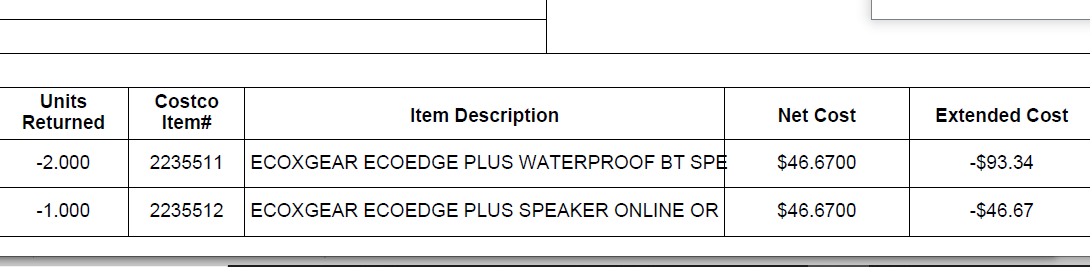 Units Returned Costco Item# Item Description Net Cost Extended Cost
-2.000 2235511 ECOXGEAR ECOEDGE PLUS WATERPROOF BT SPE $46.6700 -$93.34
-1.000 2235512 ECOXGEAR ECOEDGE PLUS SPEAKER ONLINE OR $46.6700 -$46.67